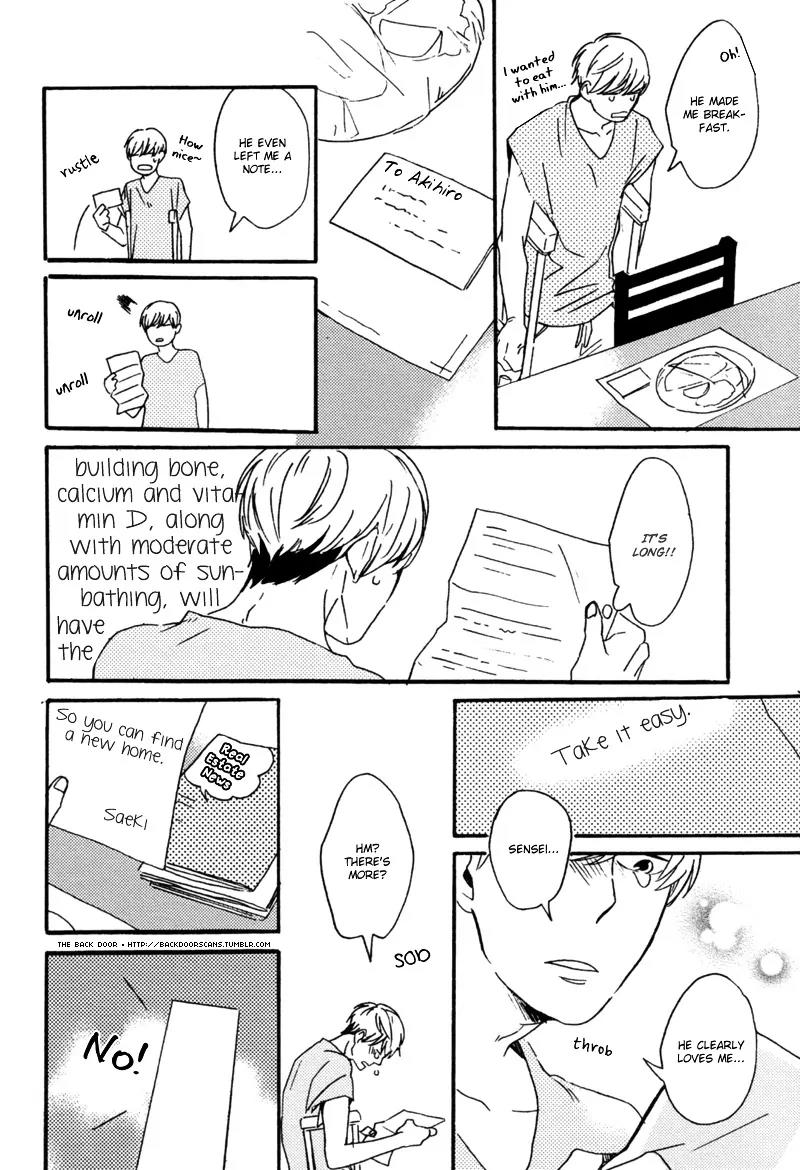 Oh!
HE MADE
ME BREAK-
FAST.
I wanted
to eat
with him...
To Akihiro
HE EVEN
LEFT ME A
NOTE...
How
nice~
rustle
unroll
unroll
IT'S
LONG!!
building bone,
calcium and vita-
min D, along
with moderate
amounts of sun-
bathing, will
have
the
Take it easy.
SENSEI...
HE CLEARLY
LOVES ME...
throb
HM?
THERE'S
MORE?
SOB
So you can find
a new home.
Saeki
Real
Estate
News
THE BACK DOOR • HTTP://BACKDOORSCANS.TUMBLR.COM
No!